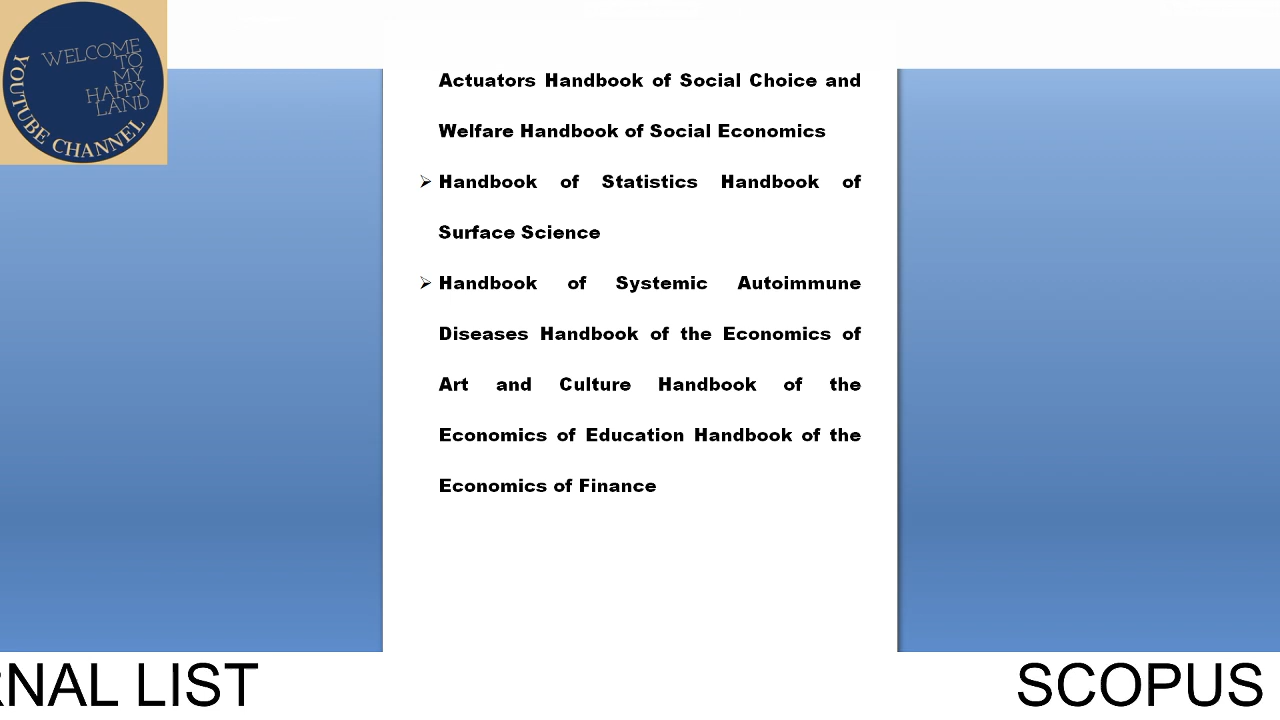 WELCOME
TO
MY
HAPPY
LAND
YOUTUBE CHANNEL
Actuators Handbook of Social Choice and
Welfare Handbook of Social Economics
➢ Handbook of Statistics Handbook of
Surface Science
➢ Handbook of Systemic Autoimmune
Diseases Handbook of the Economics of
Art and Culture Handbook of the
Economics of Education Handbook of the
Economics of Finance
RNAL LIST
SCOPUS